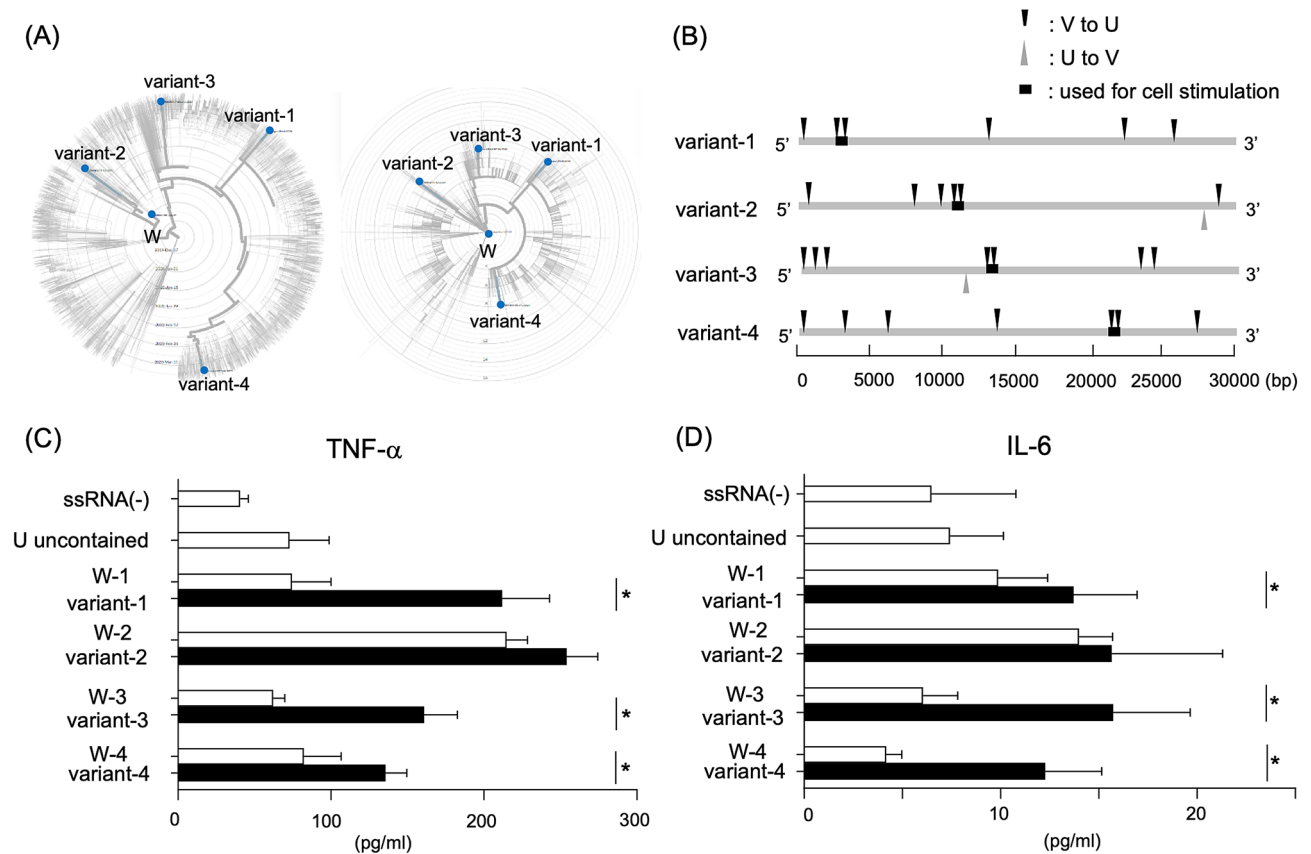 (A)
variant-3
variant-1
variant-2
W
variant-4
variant-3
variant-1
variant-2
W
variant-4
(B)
: V to U
: U to V
: used for cell stimulation
variant-1 5’ 3’
variant-2 5’ 3’
variant-3 5’ 3’
variant-4 5’ 3’
0 5000 10000 15000 20000 25000 30000 (bp)
(C)
TNF-α
ssRNA(-)
U uncontained
W-1
variant-1 *
W-2
variant-2
W-3
variant-3 *
W-4
variant-4 *
0 100 200 300
(pg/ml)
(D)
IL-6
ssRNA(-)
U uncontained
W-1
variant-1 *
W-2
variant-2
W-3
variant-3 *
W-4
variant-4 *
0 10 20
(pg/ml)